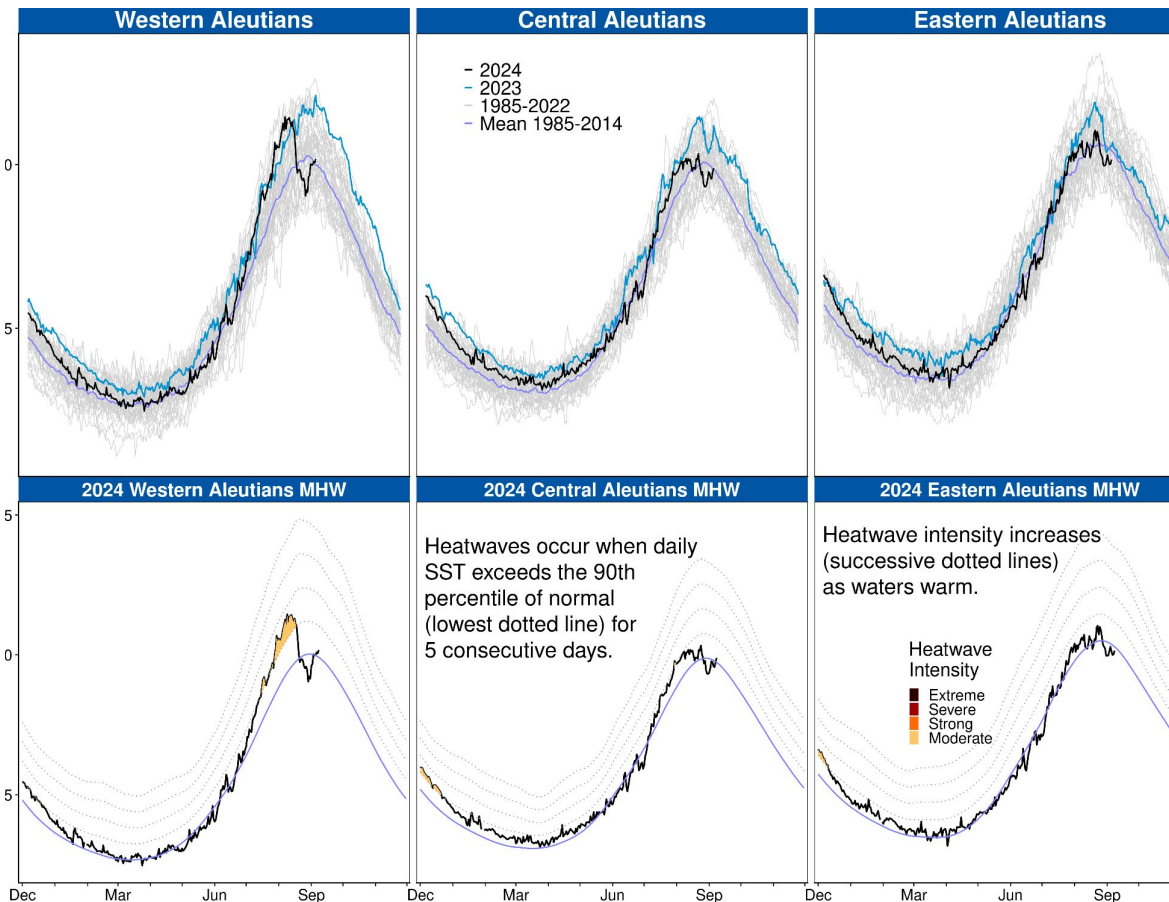 Western Aleutians
Central Aleutians
Eastern Aleutians
2024
2023
1985-2022
Mean 1985-2014
0
5
2024 Western Aleutians MHW
2024 Central Aleutians MHW
2024 Eastern Aleutians MHW
5
0
5
Heatwaves occur when daily
SST exceeds the 90th
percentile of normal
(lowest dotted line) for
5 consecutive days.
Heatwave intensity increases
(successive dotted lines)
as waters warm.
Heatwave
Intensity
Extreme
Severe
Strong
Moderate
Dec Mar Jun Sep
Dec Mar Jun Sep
Dec Mar Jun Sep